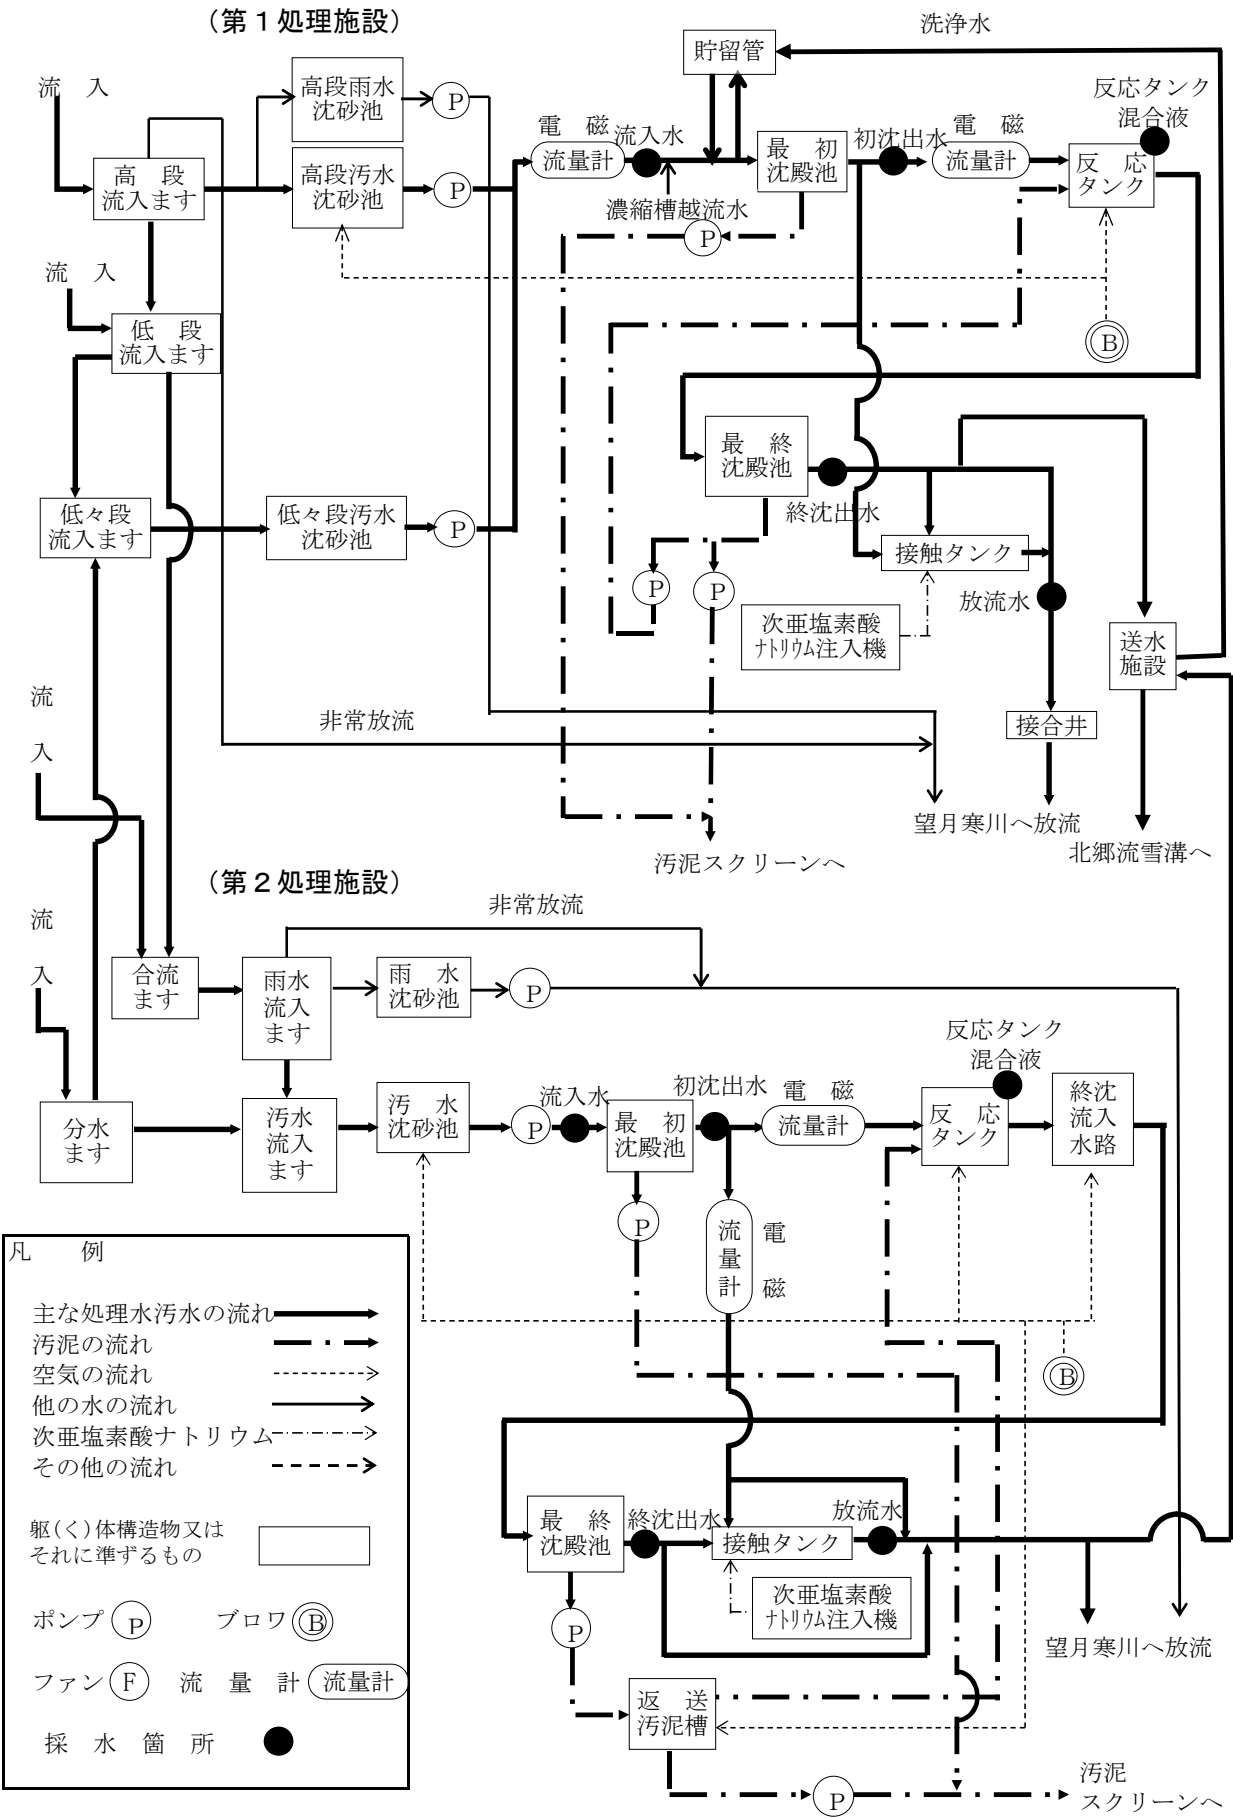 （第１処理施設）
洗浄水
貯留管
流　入
高段雨水
沈砂池
P
反応タンク
混合液
電　磁
流量計
流入水
最　初
沈殿池
初沈出水
電　磁
流量計
反　応
タンク
高　段
流入ます
高段汚水
沈砂池
P
濃縮槽越流水
P
流　入
低　段
流入ます
B
最　終
沈殿池
終沈出水
低々段
流入ます
低々段汚水
沈砂池
P
接触タンク
P
P
放流水
次亜塩素酸
ﾅﾄﾘｳﾑ注入機
送水
施設
流
入
非常放流
接合井
望月寒川へ放流
北郷流雪溝へ
汚泥スクリーンへ
（第２処理施設）
非常放流
流
入
合流
ます
雨水
流入
ます
雨　水
沈砂池
P
反応タンク
混合液
分水
ます
汚水
流入
ます
汚　水
沈砂池
P
流入水
最　初
沈殿池
初沈出水
電　磁
流量計
反　応
タンク
終沈
流入
水路
P
流
量
計
電
磁
B
凡　例
主な処理水汚水の流れ
汚泥の流れ
空気の流れ
他の水の流れ
次亜塩素酸ナトリウム
その他の流れ
躯(く)体構造物又は
それに準ずるもの
ポンプ P
ブロワ B
ファン F
流　量　計 流量計
採　水　箇　所
最　終
沈殿池
終沈出水
接触タンク
放流水
次亜塩素酸
ﾅﾄﾘｳﾑ注入機
P
望月寒川へ放流
返　送
汚泥槽
P
汚泥
スクリーンへ